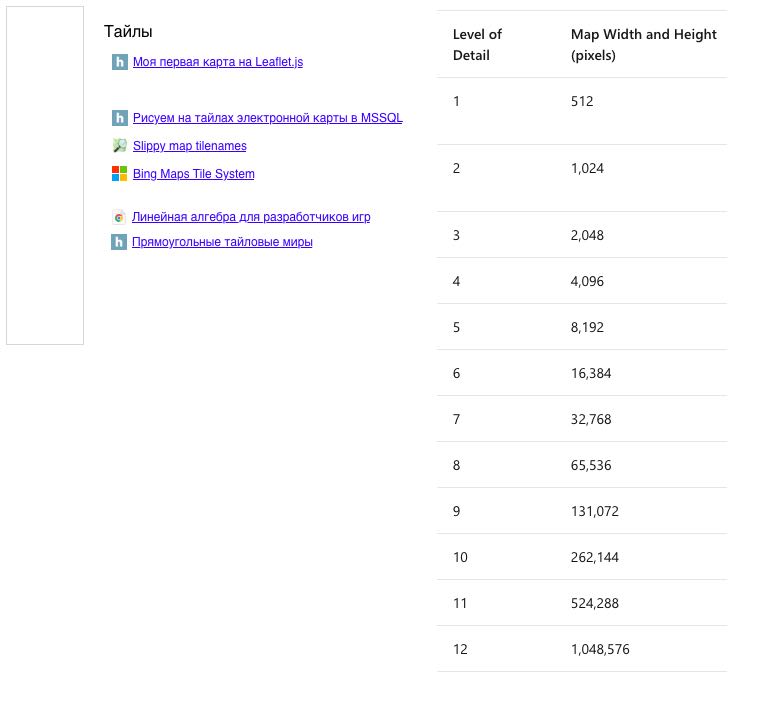 Тайлы
Моя первая карта на Leaflet.js
Рисуем на тайлах электронной карты в MSSQL
Slippy map tilenames
Bing Maps Tile System
Линейная алгебра для разработчиков игр
Прямоугольные тайловые миры
Level of Detail Map Width and Height (pixels)
1 512
2 1,024
3 2,048
4 4,096
5 8,192
6 16,384
7 32,768
8 65,536
9 131,072
10 262,144
11 524,288
12 1,048,576